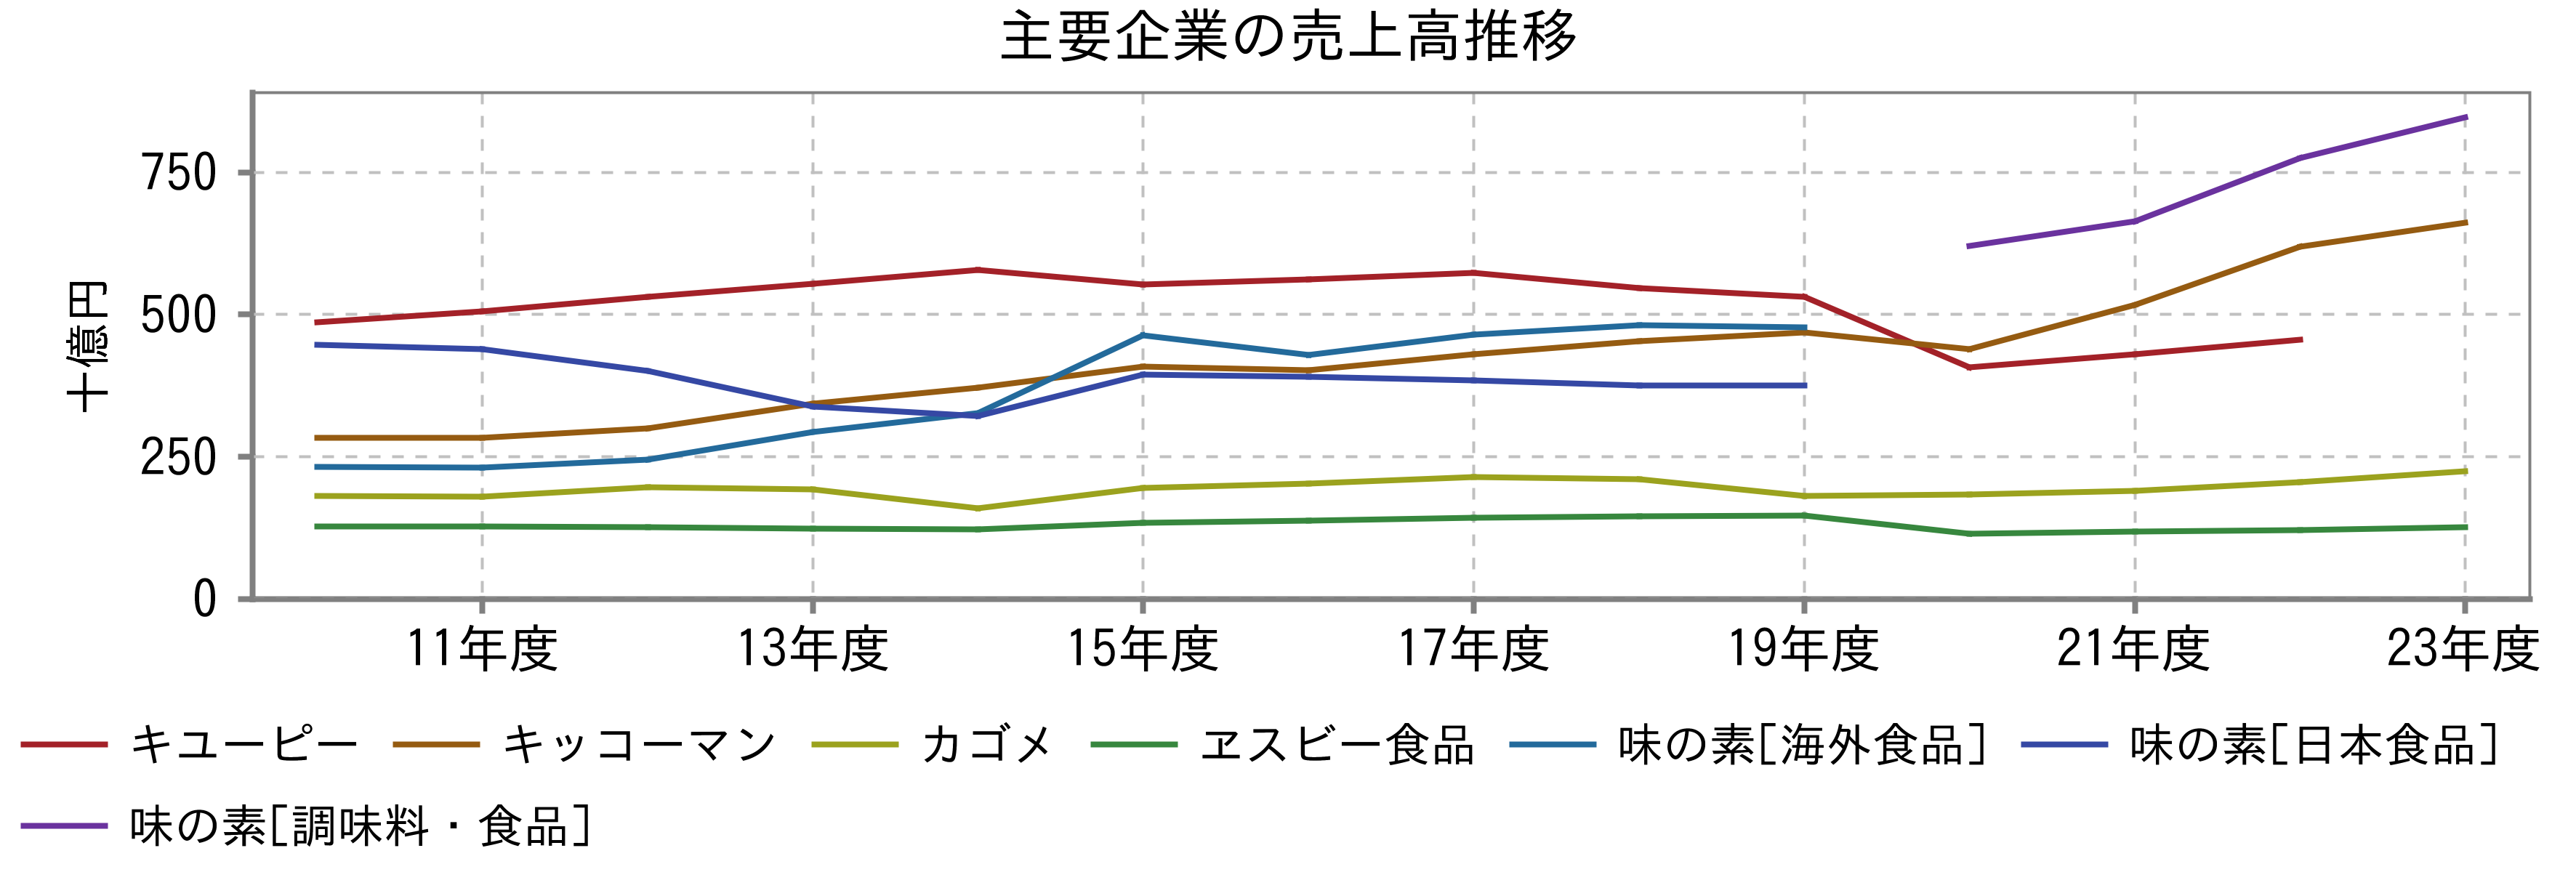 主要企業の売上高推移
十億円
750
500
250
0
11年度 13年度 15年度 17年度 19年度 21年度 23年度
キユーピー キッコーマン カゴメ ヱスビー食品 味の素[海外食品] 味の素[日本食品]
味の素[調味料・食品]